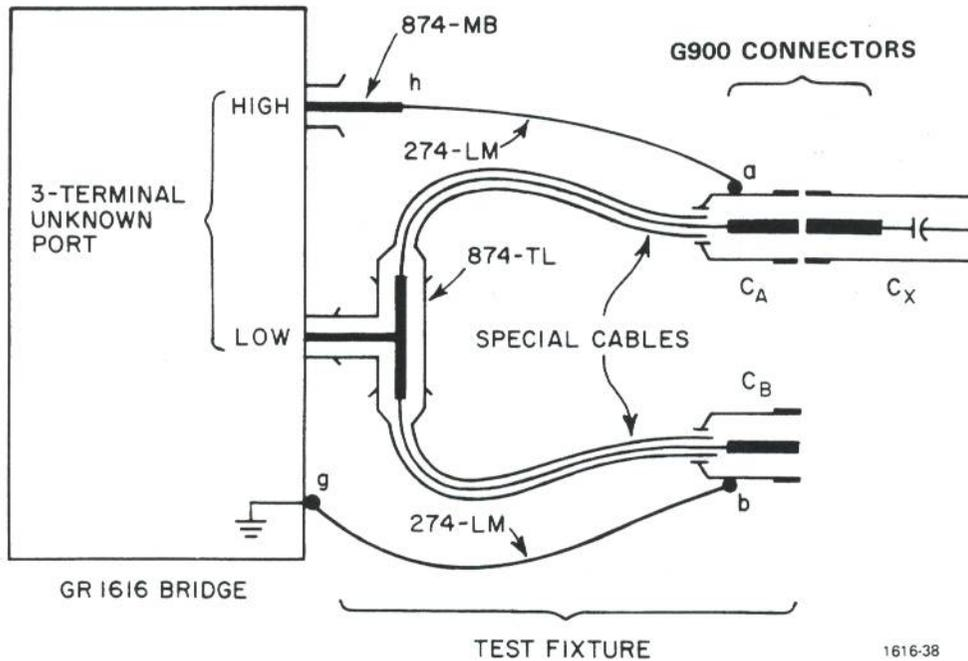 874-MB
G900 CONNECTORS
h
HIGH
274-LM
a
3-TERMINAL
UNKNOWN
PORT
874-TL
C_A
C_X
LOW
SPECIAL CABLES
C_B
g
b
274-LM
GR 1616 BRIDGE
TEST FIXTURE
1616-38